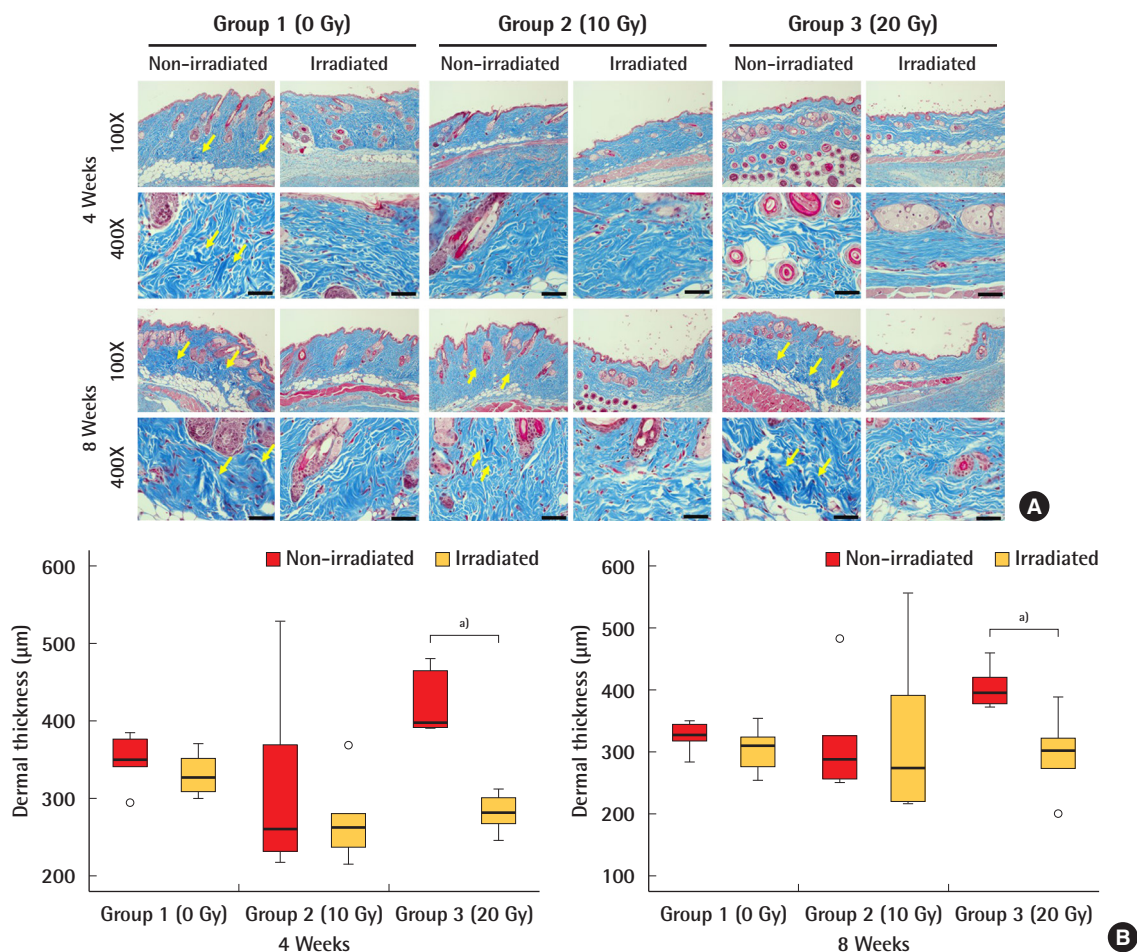 Group 1 (0 Gy) Group 2 (10 Gy) Group 3 (20 Gy)
Non-irradiated Irradiated Non-irradiated Irradiated Non-irradiated Irradiated
4 Weeks
100X
400X
8 Weeks
100X
400X
A
Non-irradiated Irradiated
Dermal thickness (µm)
600
500
400
300
200
a)
Group 1 (0 Gy) Group 2 (10 Gy) Group 3 (20 Gy)
4 Weeks
Non-irradiated Irradiated
Dermal thickness (µm)
600
500
400
300
200
100
a)
Group 1 (0 Gy) Group 2 (10 Gy) Group 3 (20 Gy)
8 Weeks
B